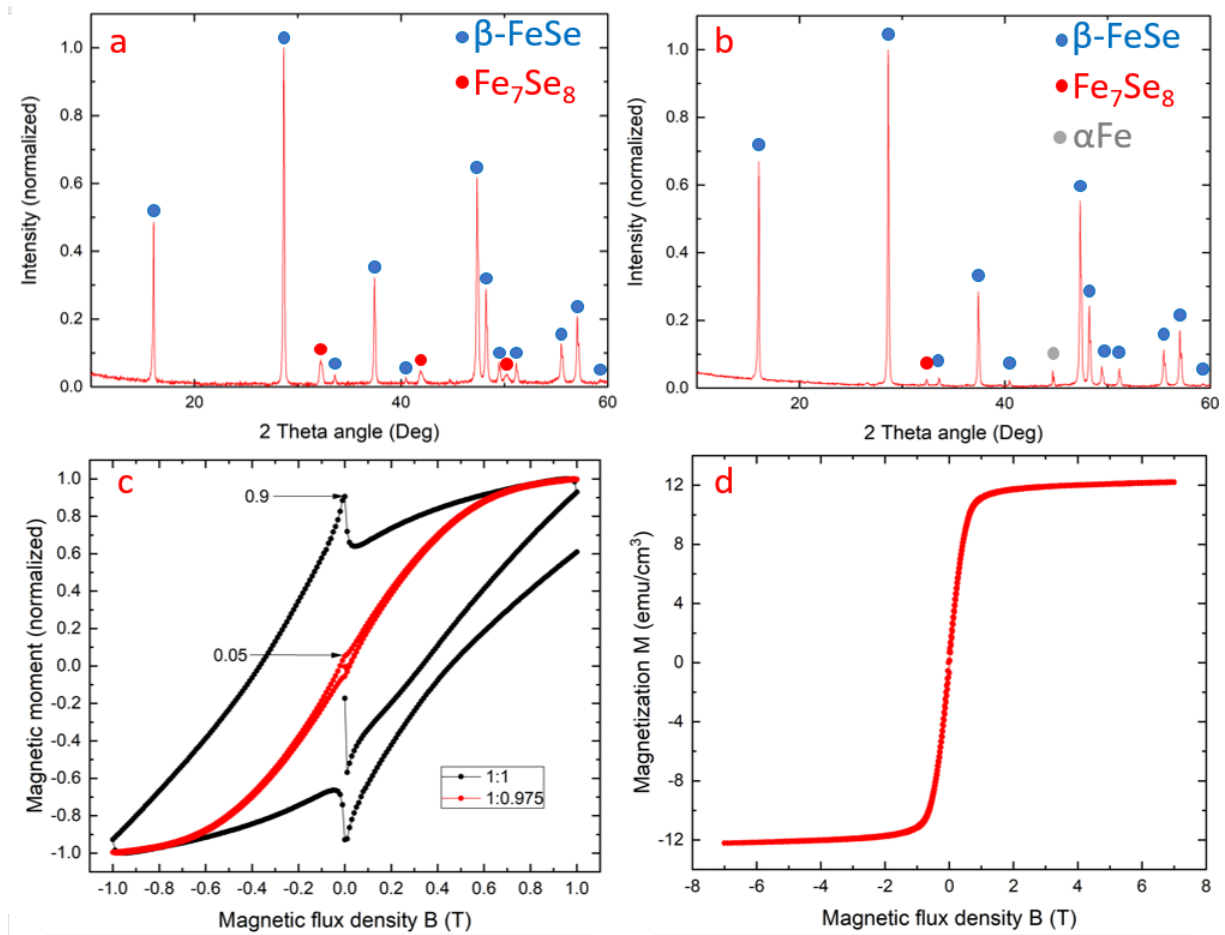 a
β-FeSe
Fe₇Se₈
1.0
0.8
0.6
0.4
0.2
0.0
Intensity (normalized)
20
40
60
2 Theta angle (Deg)
b
β-FeSe
Fe₇Se₈
αFe
1.0
0.8
0.6
0.4
0.2
0.0
Intensity (normalized)
20
30
40
50
60
2 Theta angle (Deg)
c
0.9
0.05
1:1
1:0.975
1.0
0.8
0.6
0.4
0.2
0.0
-0.2
-0.4
-0.6
-0.8
-1.0
Magnetic moment (normalized)
-1.0 -0.8 -0.6 -0.4 -0.2 0.0 0.2 0.4 0.6 0.8 1.0
Magnetic flux density B (T)
d
12
8
4
0
-4
-8
-12
Magnetization M (emu/cm³)
-8 -6 -4 -2 0 2 4 6 8
Magnetic flux density B (T)